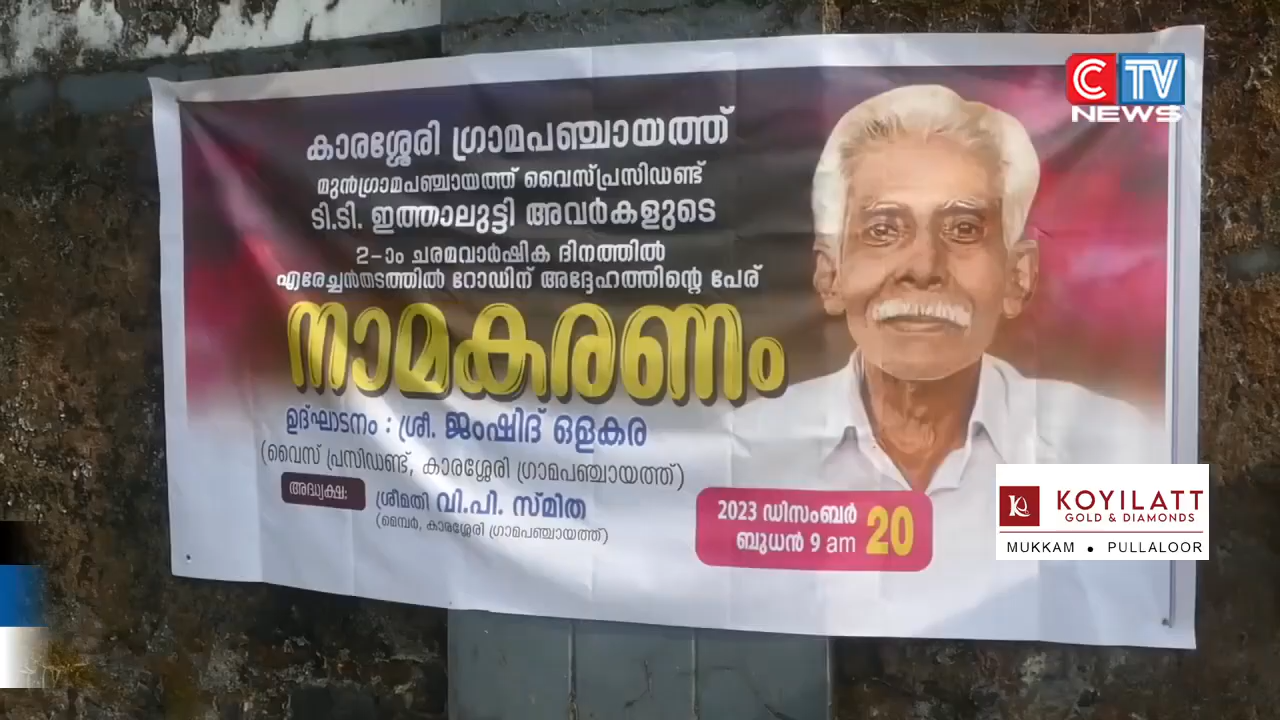 C TV
NEWS
കാരശ്ശേരി ഗ്രാമപഞ്ചായത്ത്
മുൻഗ്രാമപഞ്ചായത്ത് വൈസ്പ്രസിഡണ്ട്
ടി.ടി. ഇത്താലുട്ടി അവർകളുടെ
2-ാം ചരമവാർഷിക ദിനത്തിൽ
എരേച്ചൻതടത്തിൽ റോഡിന് അദ്ദേഹത്തിന്റെ പേര്
നാമകരണം
ഉദ്ഘാടനം : ശ്രീ. ജംഷിദ് ഒളകര
(വൈസ് പ്രസിഡണ്ട്, കാരശ്ശേരി ഗ്രാമപഞ്ചായത്ത്)
അദ്ധ്യക്ഷ: ശ്രീമതി വി.പി. സ്മിത
(മെമ്പർ, കാരശ്ശേരി ഗ്രാമപഞ്ചായത്ത്)
2023 ഡിസംബർ 20
ബുധൻ 9 am
KOYILATT
GOLD & DIAMONDS
MUKKAM • PULLALOOR